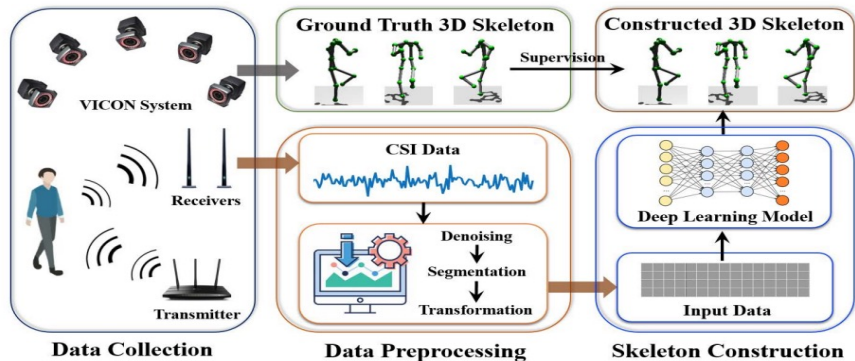 Ground Truth 3D Skeleton
Constructed 3D Skeleton
Supervision
VICON System
CSI Data
Receivers
Deep Learning Model
Denoising
Segmentation
Transformation
Transmitter
Input Data
Data Collection
Data Preprocessing
Skeleton Construction